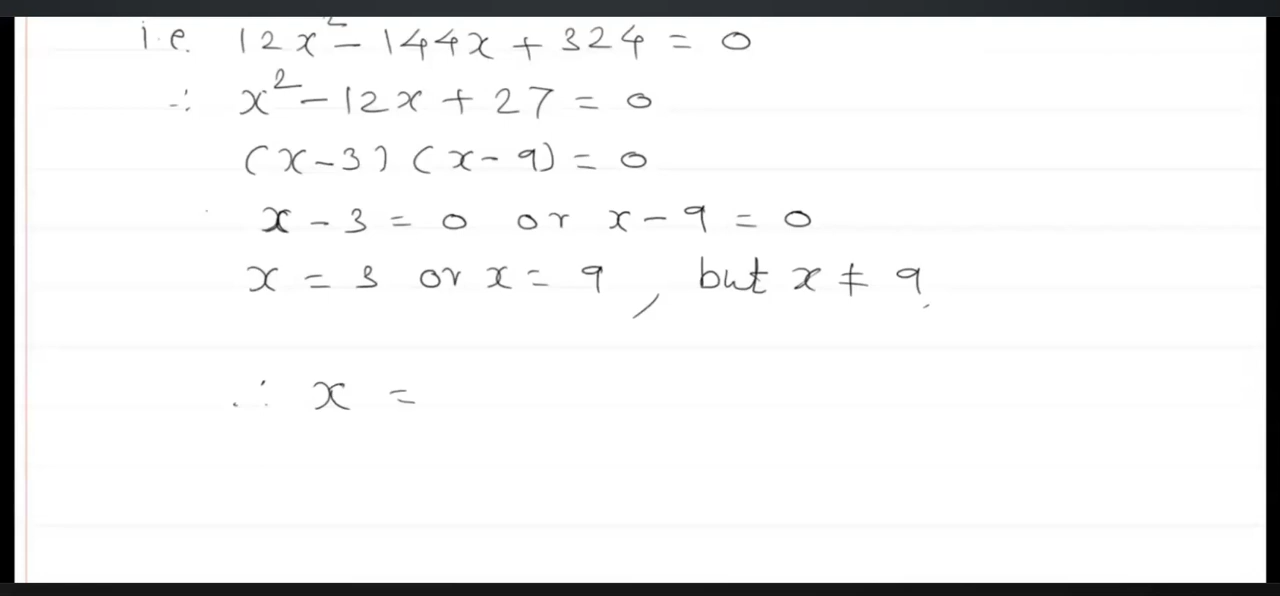 i.e. 12x² - 144x + 324 = 0
∴ x² - 12x + 27 = 0
(x-3) (x-9) = 0
x - 3 = 0 or x - 9 = 0
x = 3 or x = 9, but x ≠ 9.
∴ x =